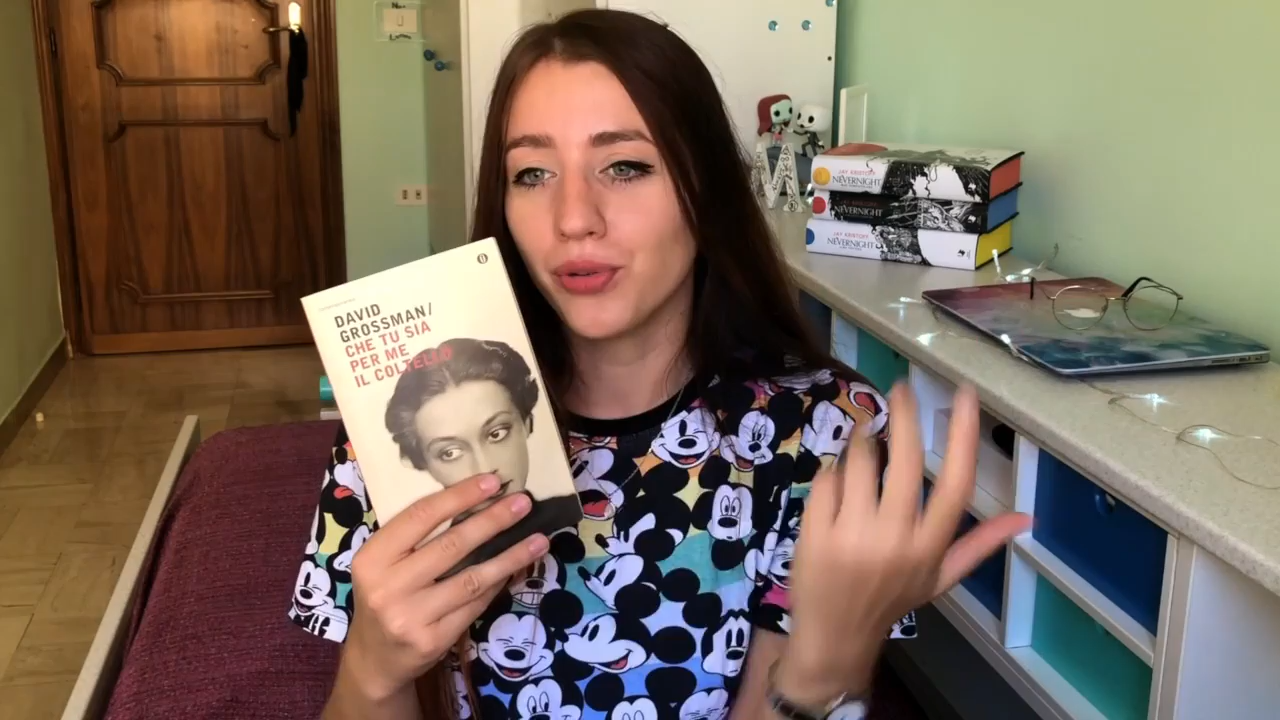 DAVID
GROSSMAN/
CHE TU SIA
PER ME
IL COLTELLO
JAY KRISTOFF
NEVERNIGHT
NEVERNIGHT
JAY KRISTOFF
NEVERNIGHT
M